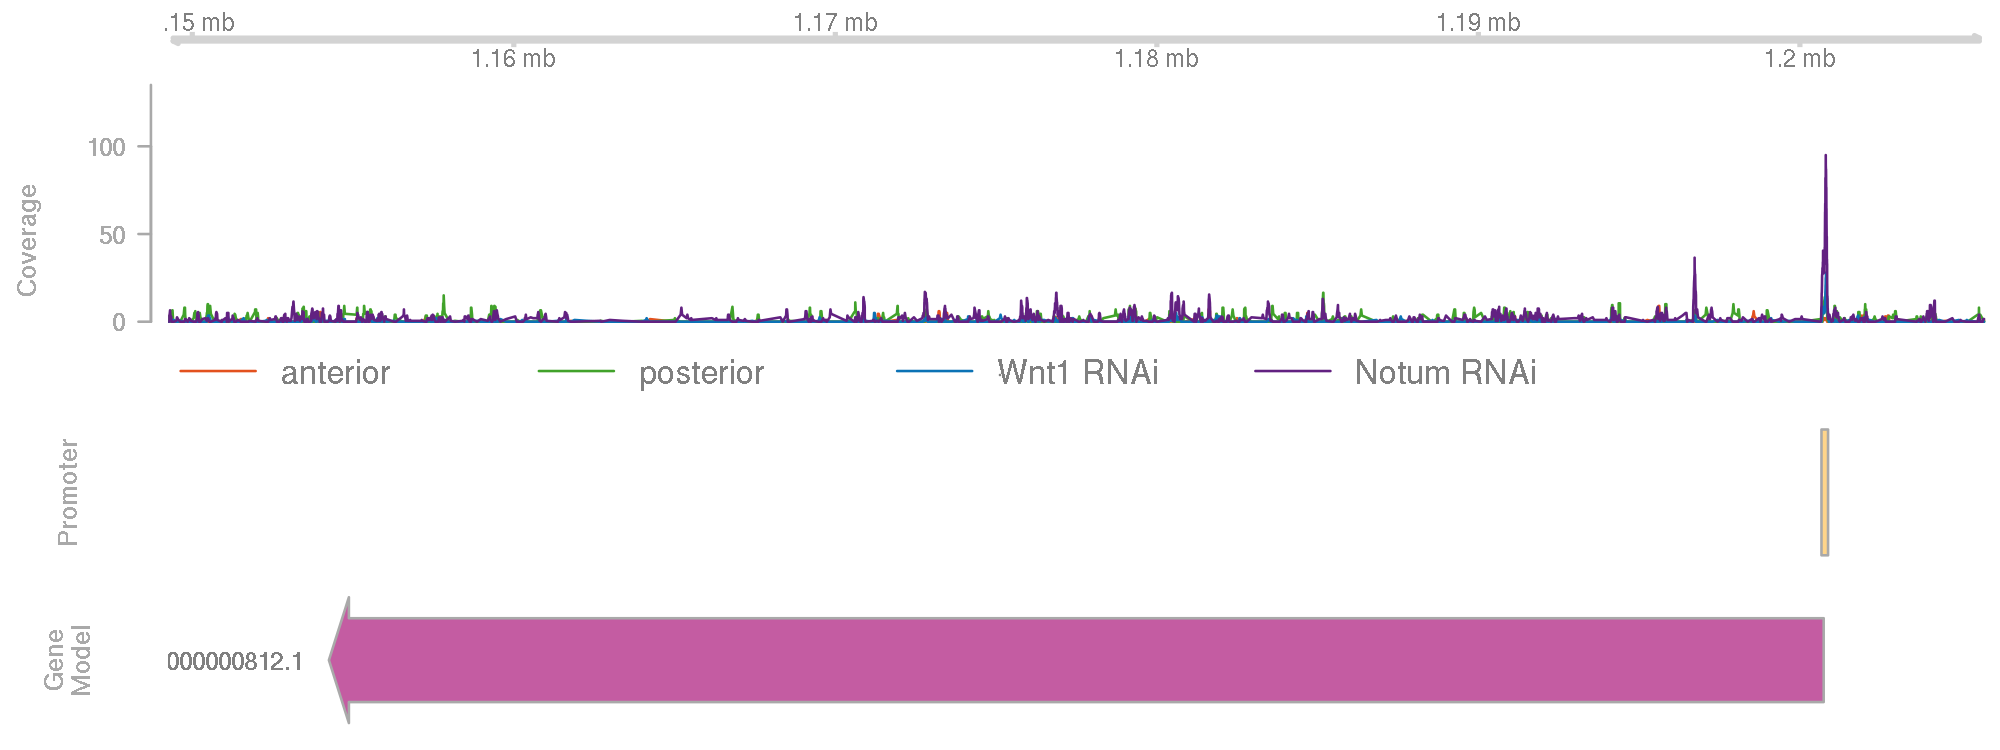 .15 mb 1.17 mb 1.19 mb
1.16 mb 1.18 mb 1.2 mb
Coverage
100
50
0
anterior posterior Wnt1 RNAi Notum RNAi
Promoter
Gene
Model
000000812.1